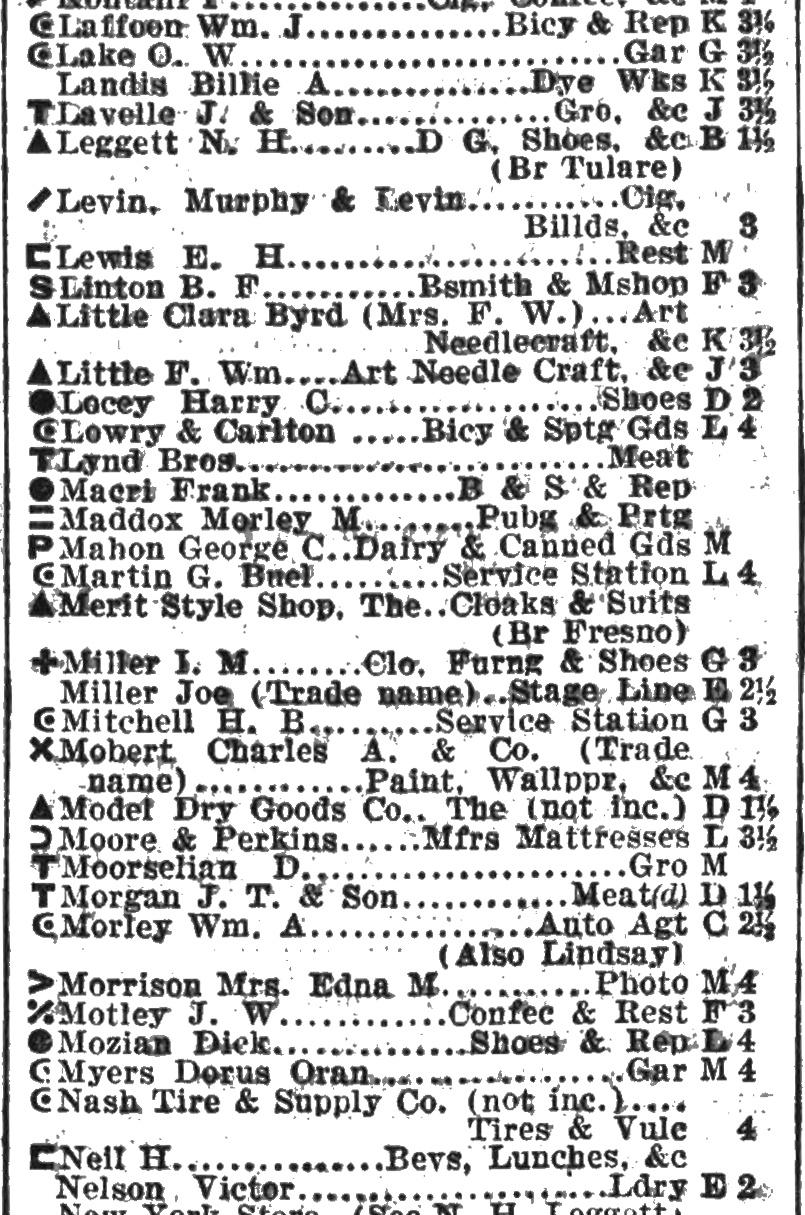 Laffoon Wm. J..............Bicy & Rep K 3½
Lake O. W..........................Gar G 3½
Landis Billie A..............Dye Wks K 3½
T Lavelle J. & Son..............Gro, &c J 3½
▲ Leggett N. H..........D G, Shoes, &c B 1½
(Br Tulare)
Levin, Murphy & Levin...........Cig,
Billds, &c 3
Lewis E. H........................Rest M
S Linton B. F...........Bsmith & Mshop F 3
▲ Little Clara Byrd (Mrs. F. W.)...Art
Needlecraft, &c K 3½
▲ Little F. Wm....Art Needle Craft, &c J 3
● Locey Harry C....................Shoes D 2
Lowry & Carlton .....Bicy & Sptg Gds L 4
T Lynd Bros............................Meat
● Macri Frank.............B & S & Rep
= Maddox Morley M.........Pubg & Prtg
P Mahon George C..Dairy & Canned Gds M
Martin G. Buel.........Service Station L 4
▲ Merit Style Shop, The..Cloaks & Suits
(Br Fresno)
+ Miller I. M........Clo, Furng & Shoes G 3
Miller Joe (Trade name)..Stage Line E 2½
Mitchell H. B.........Service Station G 3
× Mobert Charles A. & Co. (Trade
name)............Paint, Wallppr, &c M 4
▲ Model Dry Goods Co., The (not inc.) D 1½
Moore & Perkins......Mfrs Mattresses L 3½
T Moorselian D.......................Gro M
T Morgan J. T. & Son............Meat(d) D 1½
Morley Wm. A................Auto Agt C 2½
(Also Lindsay)
> Morrison Mrs. Edna M...........Photo M 4
% Motley J. W...........Confec & Rest F 3
● Mozian Dick..............Shoes & Rep L 4
Myers Dorus Oran..................Gar M 4
Nash Tire & Supply Co. (not inc.)....
Tires & Vulc 4
Neil H...............Bevs, Lunches, &c
Nelson Victor......................Ldry E 2